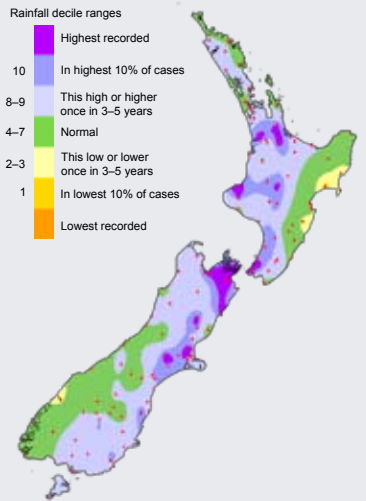 Rainfall decile ranges
Highest recorded
10 In highest 10% of cases
8–9 This high or higher
once in 3–5 years
4–7 Normal
2–3 This low or lower
once in 3–5 years
1 In lowest 10% of cases
Lowest recorded